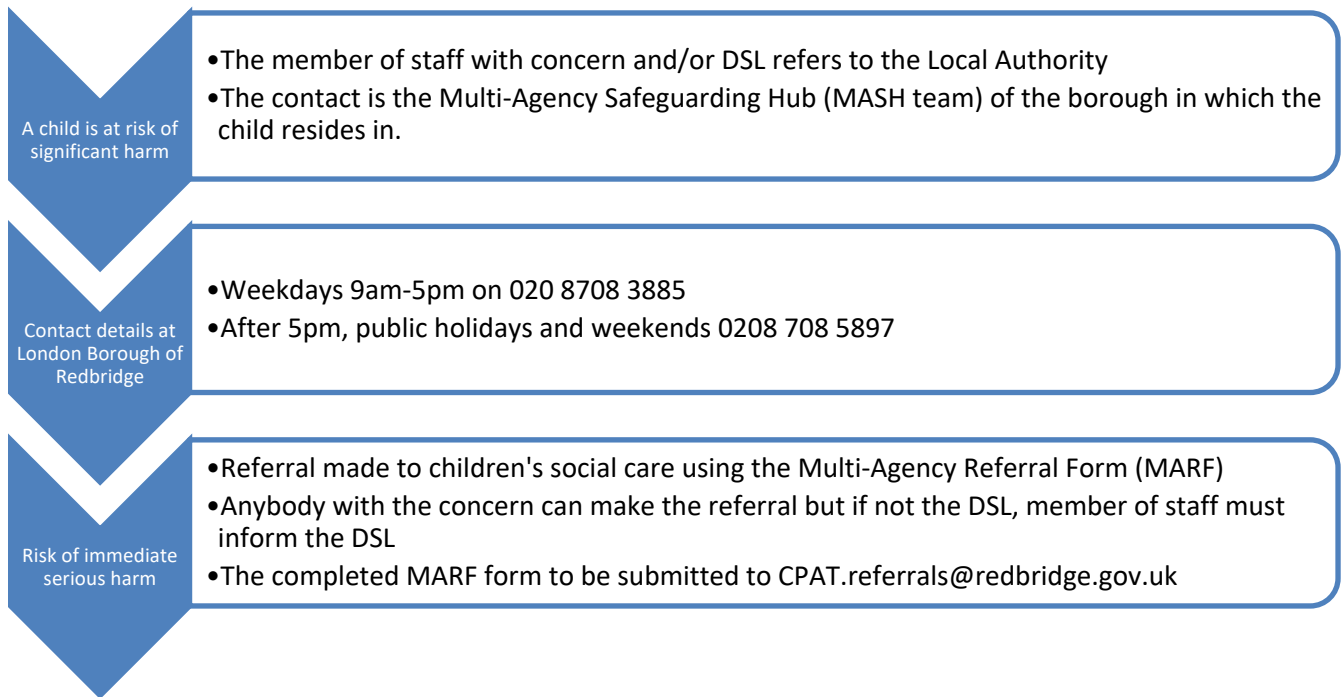 A child is at risk of
significant harm
•The member of staff with concern and/or DSL refers to the Local Authority
•The contact is the Multi-Agency Safeguarding Hub (MASH team) of the borough in which the
child resides in.
Contact details at
London Borough of
Redbridge
•Weekdays 9am-5pm on 020 8708 3885
•After 5pm, public holidays and weekends 0208 708 5897
Risk of immediate
serious harm
•Referral made to children's social care using the Multi-Agency Referral Form (MARF)
•Anybody with the concern can make the referral but if not the DSL, member of staff must
inform the DSL
•The completed MARF form to be submitted to CPAT.referrals@redbridge.gov.uk